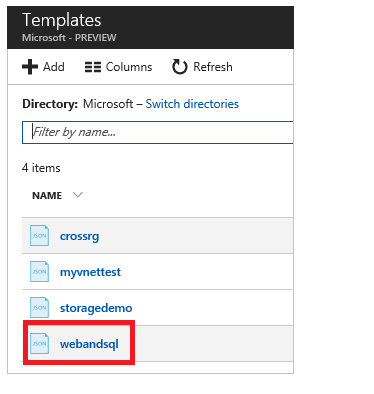 Templates
Microsoft - PREVIEW
Add Columns Refresh
Directory: Microsoft – Switch directories
Filter by name...
4 items
NAME
JSON crossrg
JSON myvnettest
JSON storagedemo
JSON webandsql